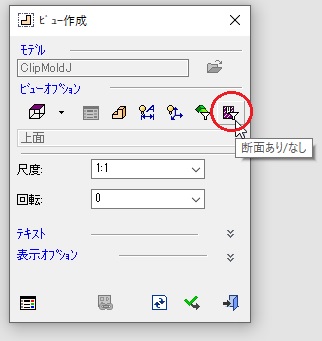 ビュー作成
モデル
ClipMoldJ
ビューオプション
上面
断面あり/なし
尺度:
1:1
回転:
0
テキスト
表示オプション